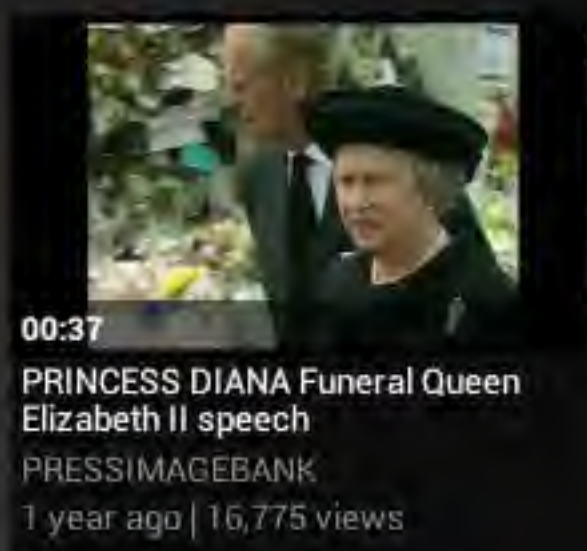 00:37
PRINCESS DIANA Funeral Queen
Elizabeth II speech
PRESSIMAGEBANK
1 year ago | 16,775 views